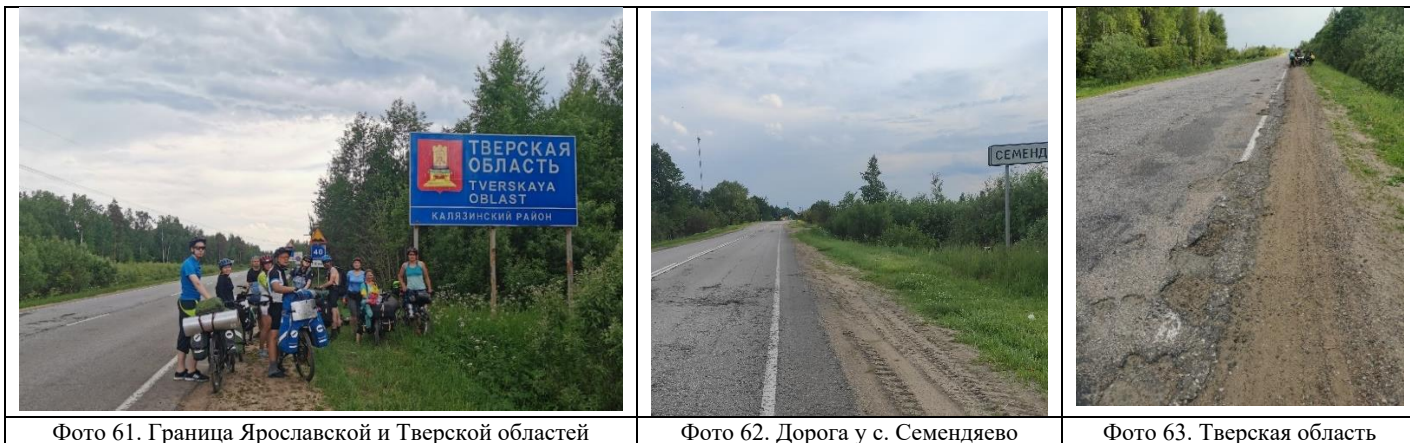 ТВЕРСКАЯ
ОБЛАСТЬ
TVERSKAYA
OBLAST
КАЛЯЗИНСКИЙ РАЙОН
40
СЕМЕНД
Фото 61. Граница Ярославской и Тверской областей
Фото 62. Дорога у с. Семендяево
Фото 63. Тверская область